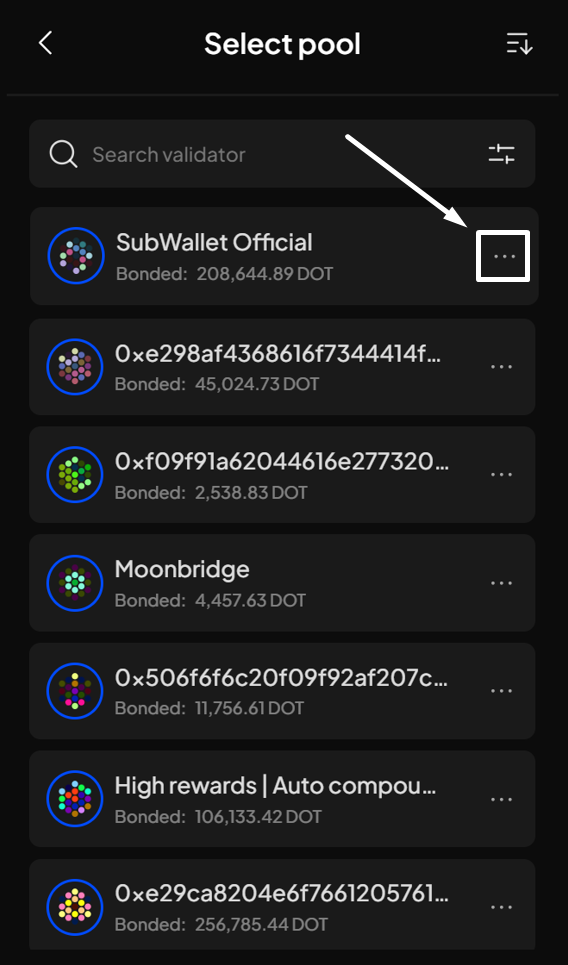 Select pool
Search validator
SubWallet Official
Bonded: 208,644.89 DOT
0xe298af4368616f7344414f...
Bonded: 45,024.73 DOT
0xf09f91a62044616e277320...
Bonded: 2,538.83 DOT
Moonbridge
Bonded: 4,457.63 DOT
0x506f6f6c20f09f92af207c...
Bonded: 11,756.61 DOT
High rewards | Auto compou...
Bonded: 106,133.42 DOT
0xe29ca8204e6f7661205761...
Bonded: 256,785.44 DOT